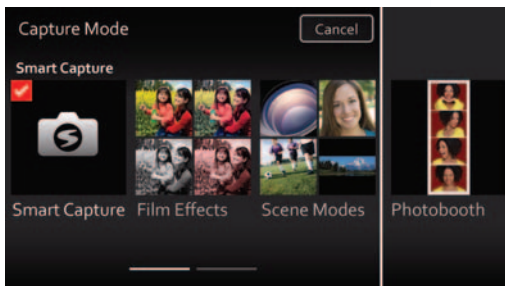 Capture Mode
Cancel
Smart Capture
Smart Capture Film Effects Scene Modes Photobooth